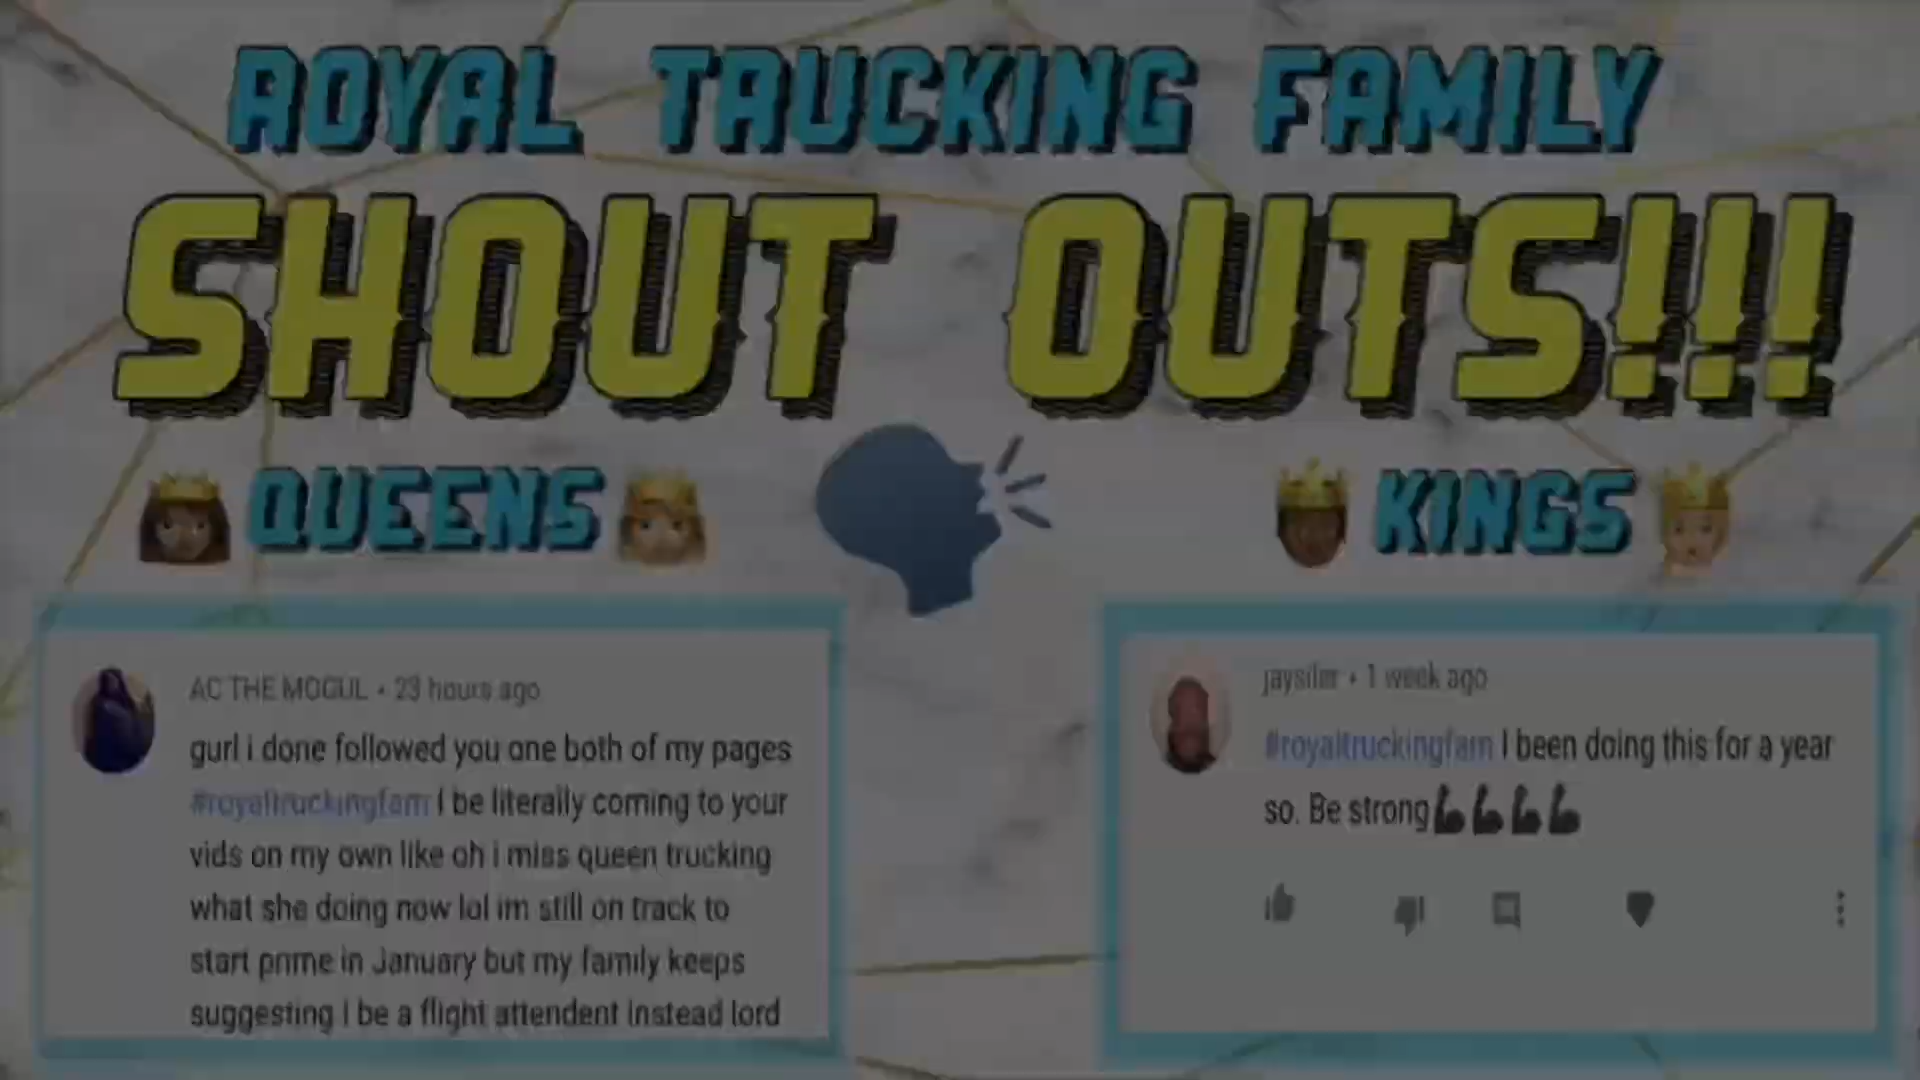 ROYAL TRUCKING FAMILY
SHOUT OUTS!!!
QUEENS
KINGS
AC THE MOGUL • 23 hours ago
gurl i done followed you one both of my pages
#royaltruckingfam I be literally coming to your
vids on my own like oh i miss queen trucking
what she doing now lol im still on track to
start prime in January but my family keeps
suggesting I be a flight attendent instead lord
jaysiler • 1 week ago
#royaltruckingfam I been doing this for a year
so. Be strong💪💪💪💪